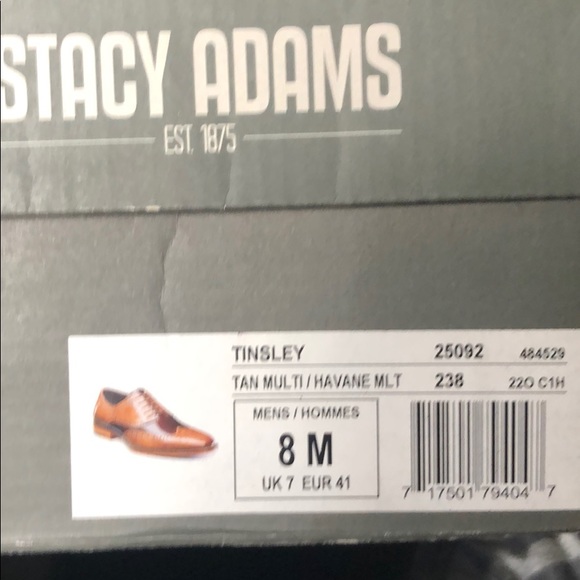 STACY ADAMS
EST. 1875
TINSLEY 25092 484529
TAN MULTI / HAVANE MLT 238 22O C1H
MENS / HOMMES
8 M
UK 7 EUR 41
7 17501 79404 7